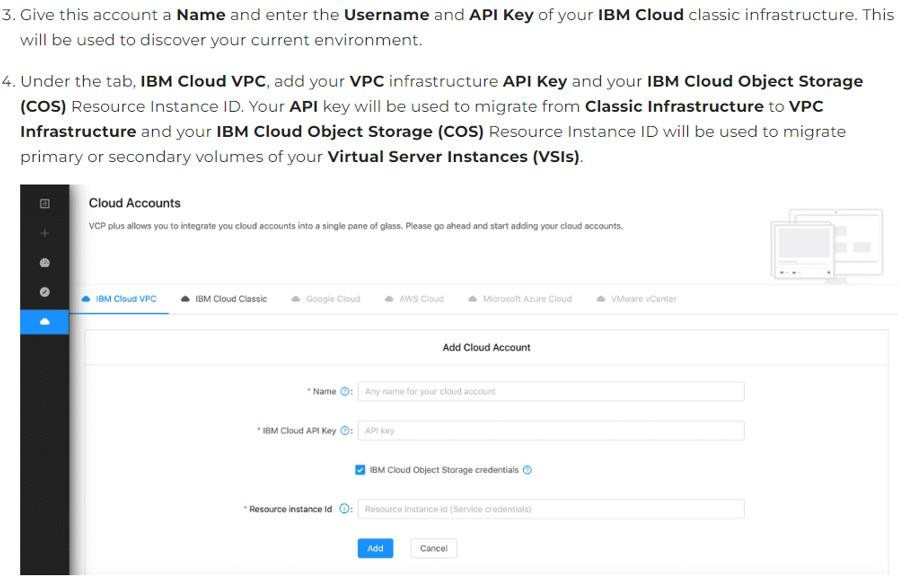 3. Give this account a Name and enter the Username and API Key of your IBM Cloud classic infrastructure. This
will be used to discover your current environment.
4. Under the tab, IBM Cloud VPC, add your VPC infrastructure API Key and your IBM Cloud Object Storage
(COS) Resource Instance ID. Your API key will be used to migrate from Classic Infrastructure to VPC
Infrastructure and your IBM Cloud Object Storage (COS) Resource Instance ID will be used to migrate
primary or secondary volumes of your Virtual Server Instances (VSIs).
Cloud Accounts
VCP plus allows you to integrate you cloud accounts into a single pane of glass. Please go ahead and start adding your cloud accounts.
IBM Cloud VPC IBM Cloud Classic Google Cloud AWS Cloud Microsoft Azure Cloud VMware vCenter
Add Cloud Account
* Name ?: Any name for your cloud account
* IBM Cloud API Key ?: API key
IBM Cloud Object Storage credentials ?
* Resource instance Id i: Resource instance id (Service credentials)
Add Cancel